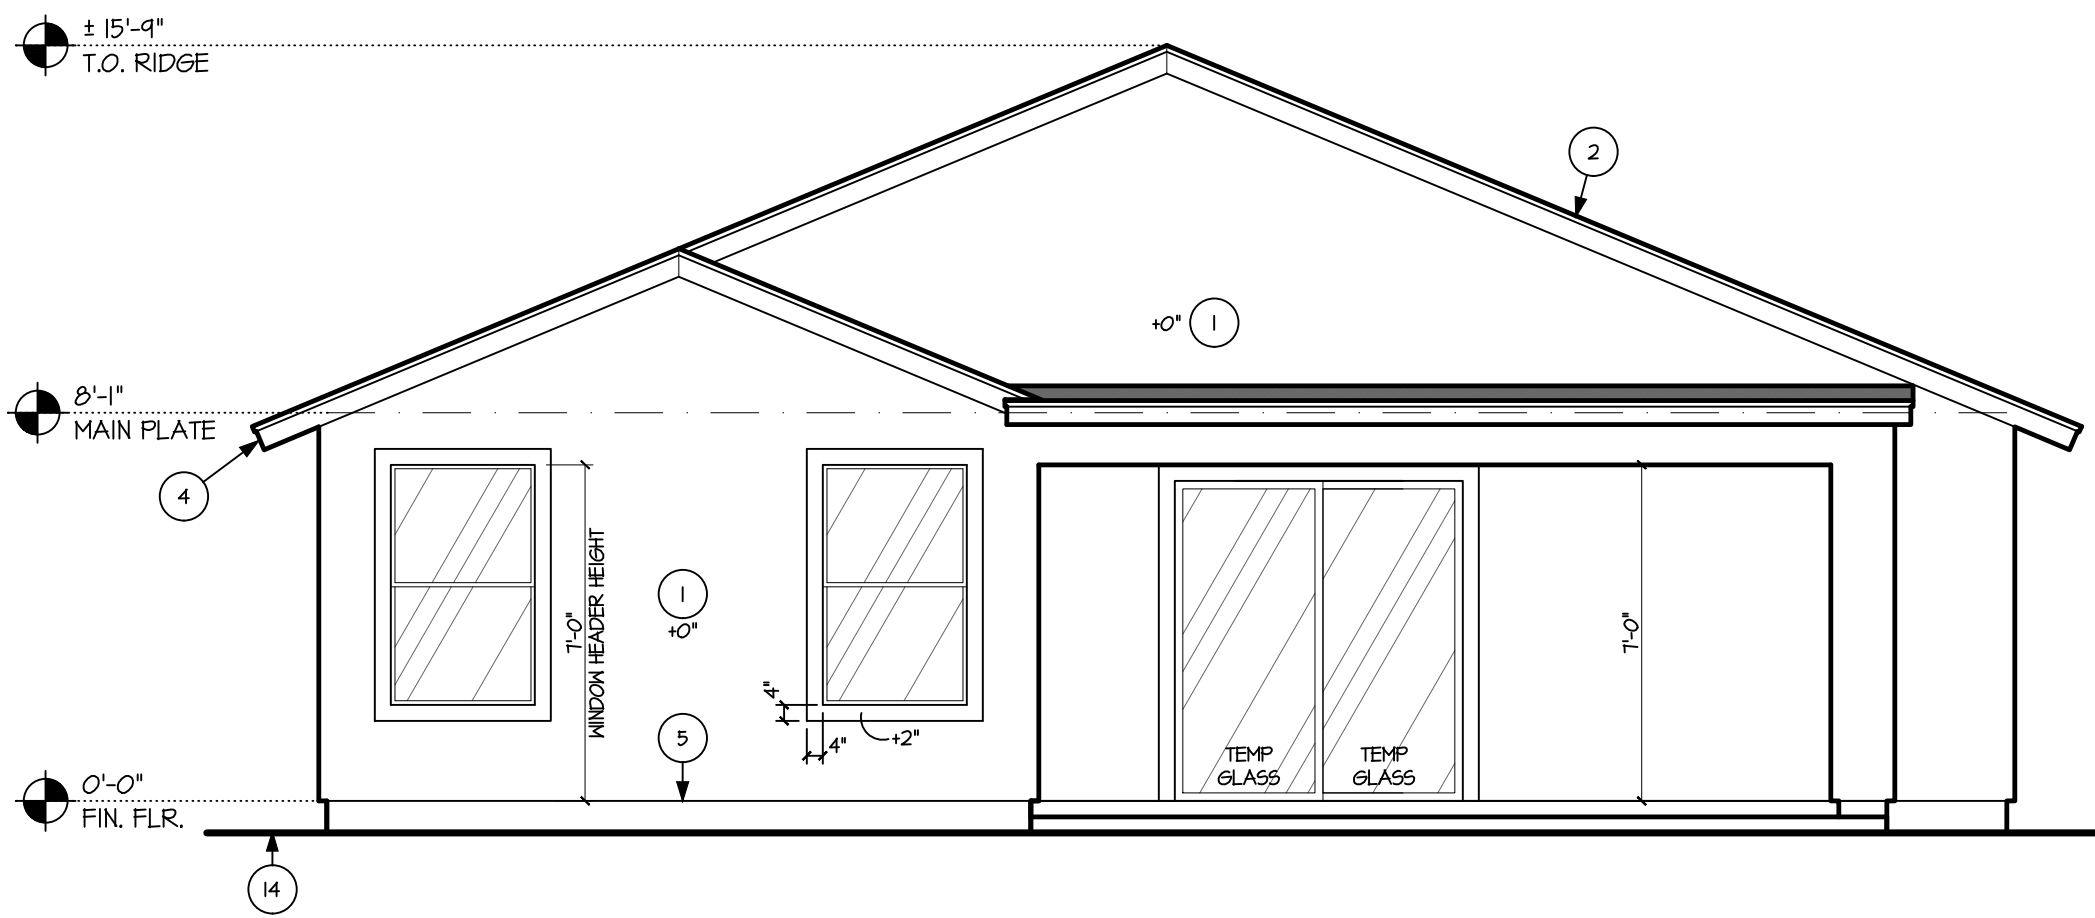 ± 15'-9"
T.O. RIDGE
2
+0" 1
8'-1"
MAIN PLATE
4
7'-0"
WINDOW HEADER HEIGHT
1
+0"
7'-0"
4"
4"
+2"
5
TEMP
GLASS
TEMP
GLASS
0'-0"
FIN. FLR.
14